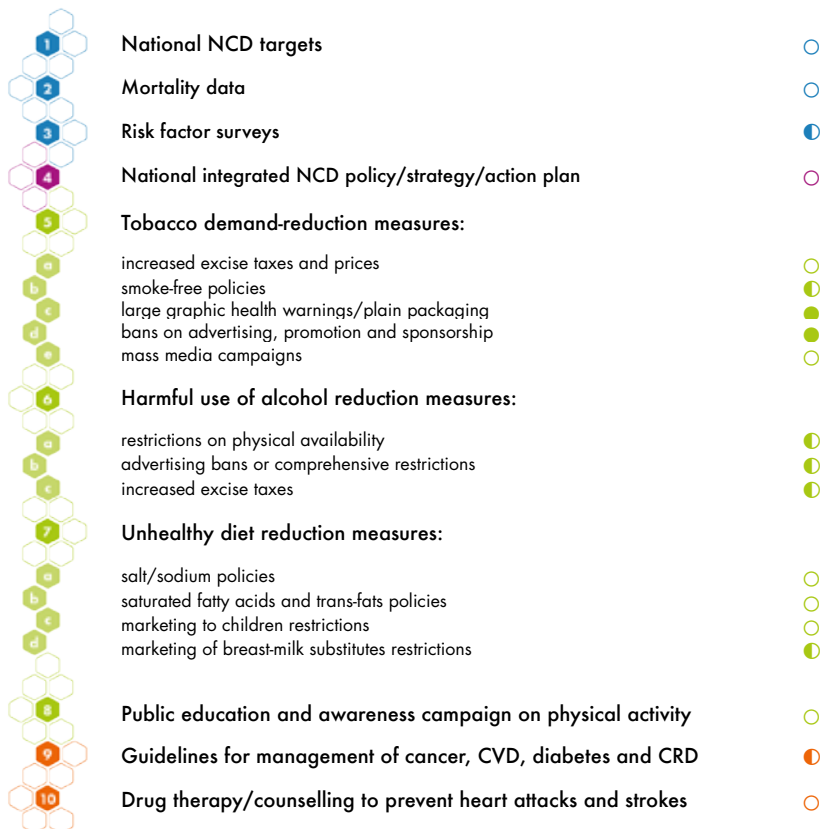 1 National NCD targets
2 Mortality data
3 Risk factor surveys
4 National integrated NCD policy/strategy/action plan
5 Tobacco demand-reduction measures:
a increased excise taxes and prices
b smoke-free policies
c large graphic health warnings/plain packaging
d bans on advertising, promotion and sponsorship
e mass media campaigns
6 Harmful use of alcohol reduction measures:
a restrictions on physical availability
b advertising bans or comprehensive restrictions
c increased excise taxes
7 Unhealthy diet reduction measures:
a salt/sodium policies
b saturated fatty acids and trans-fats policies
c marketing to children restrictions
d marketing of breast-milk substitutes restrictions
8 Public education and awareness campaign on physical activity
9 Guidelines for management of cancer, CVD, diabetes and CRD
10 Drug therapy/counselling to prevent heart attacks and strokes